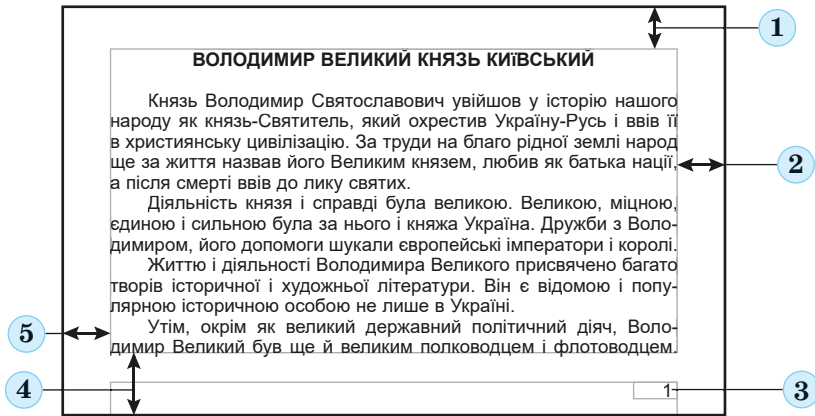 ВОЛОДИМИР ВЕЛИКИЙ КНЯЗЬ КИїВСЬКИЙ
Князь Володимир Святославович увійшов у історію нашого
народу як князь-Святитель, який охрестив Україну-Русь і ввів її
в християнську цивілізацію. За труди на благо рідної землі народ
ще за життя назвав його Великим князем, любив як батька нації,
а після смерті ввів до лику святих.
Діяльність князя і справді була великою. Великою, міцною,
єдиною і сильною була за нього і княжа Україна. Дружби з Воло-
димиром, його допомоги шукали європейські імператори і королі.
Життю і діяльності Володимира Великого присвячено багато
творів історичної і художньої літератури. Він є відомою і попу-
лярною історичною особою не лише в Україні.
Утім, окрім як великий державний політичний діяч, Воло-
димир Великий був ще й великим полководцем і флотоводцем.
1
1
2
3
4
5